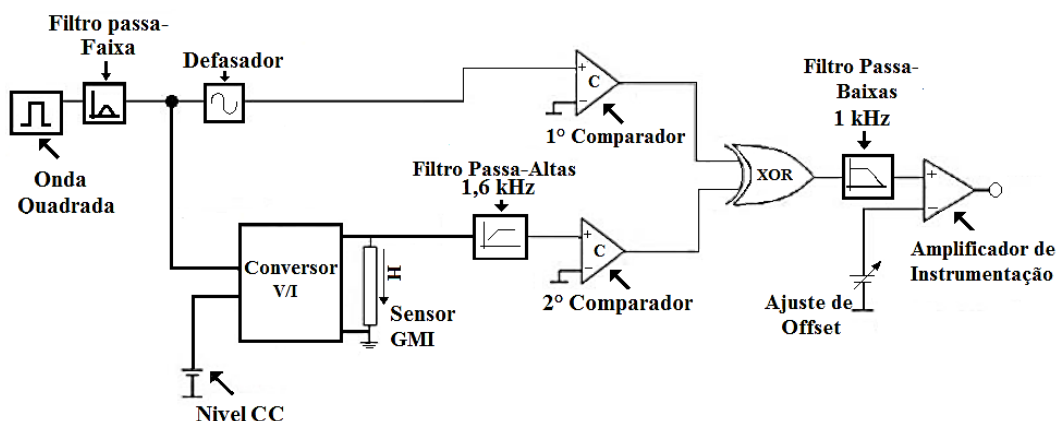 Filtro passa-
Faixa
Defasador
Onda
Quadrada
+
C
−
1° Comparador
Filtro Passa-Altas
1,6 kHz
Conversor
V/I
H
Sensor
GMI
+
C
−
2° Comparador
Nivel CC
XOR
Filtro Passa-
Baixas
1 kHz
+
−
Amplificador de
Instrumentação
Ajuste de
Offset